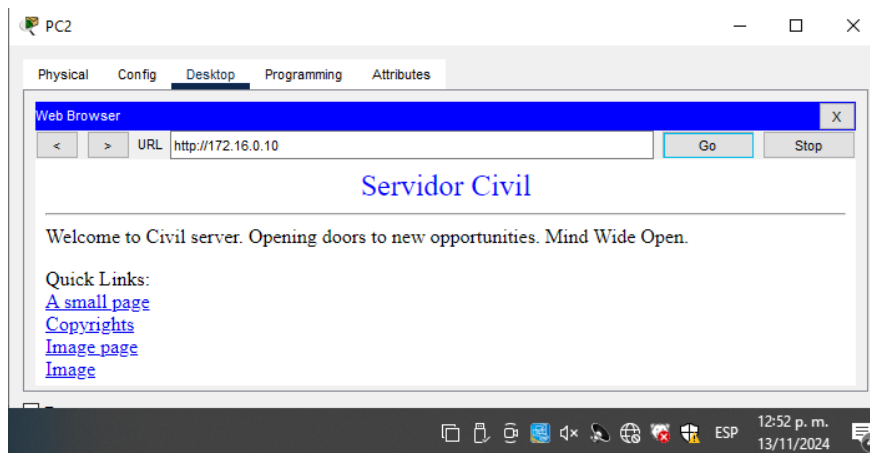 PC2
Physical Config Desktop Programming Attributes
Web Browser X
< > URL http://172.16.0.10 Go Stop
Servidor Civil
Welcome to Civil server. Opening doors to new opportunities. Mind Wide Open.
Quick Links:
A small page
Copyrights
Image page
Image
ESP 12:52 p. m.
13/11/2024